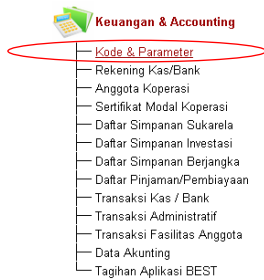 Keuangan & Accounting
Kode & Parameter
Rekening Kas/Bank
Anggota Koperasi
Sertifikat Modal Koperasi
Daftar Simpanan Sukarela
Daftar Simpanan Investasi
Daftar Simpanan Berjangka
Daftar Pinjaman/Pembiayaan
Transaksi Kas / Bank
Transaksi Administratif
Transaksi Fasilitas Anggota
Data Akunting
Tagihan Aplikasi BEST